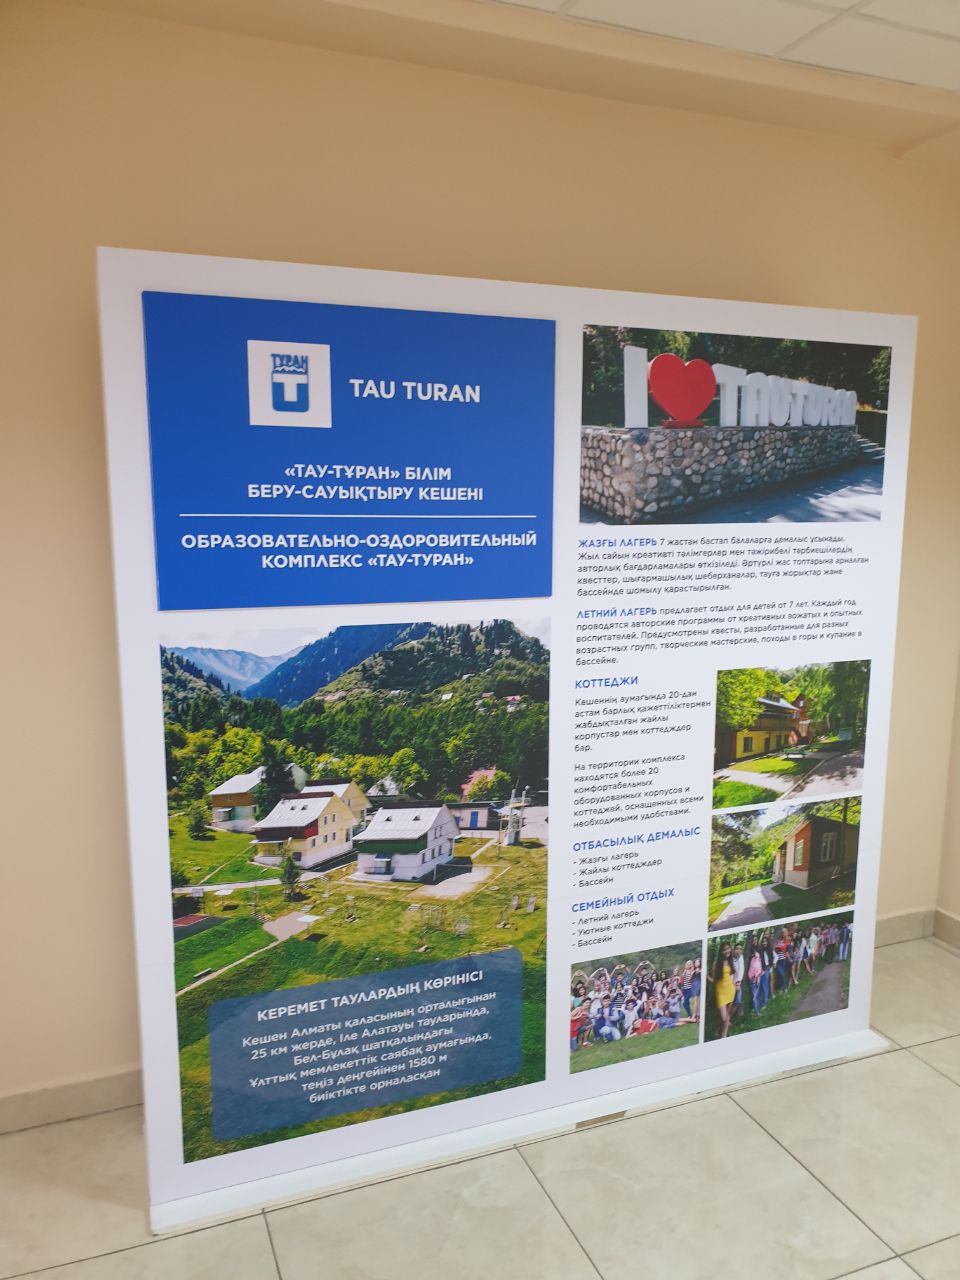 ТУРАН
TAU TURAN
«ТАУ-ТҰРАН» БІЛІМ
БЕРУ-САУЫҚТЫРУ КЕШЕНІ
ОБРАЗОВАТЕЛЬНО-ОЗДОРОВИТЕЛЬНЫЙ
КОМПЛЕКС «ТАУ-ТУРАН»
КЕРЕМЕТ ТАУЛАРДЫҢ КӨРІНІСІ
Кешен Алматы қаласының орталығынан
25 км жерде, Іле Алатауы тауларында,
Бел-Бұлақ шатқалындағы
Ұлттық мемлекеттік саябақ аумағында,
теңіз деңгейінен 1580 м
биіктікте орналасқан
I TAUTURAN
ЖАЗҒЫ ЛАГЕРЬ 7 жастан бастап балаларға демалыс ұсынады.
Жыл сайын креативті тәлімгерлер мен тәжірибелі тәрбиешілердің
авторлық бағдарламалары өткізіледі. Әртүрлі жас топтарына арналған
квесттер, шығармашылық шеберханалар, тауға жорықтар және
бассейнде шомылу қарастырылған.
ЛЕТНИЙ ЛАГЕРЬ предлагает отдых для детей от 7 лет. Каждый год
проводятся авторские программы от креативных вожатых и опытных
воспитателей. Предусмотрены квесты, разработанные для разных
возрастных групп, творческие мастерские, походы в горы и купание в
бассейне.
КОТТЕДЖИ
Кешеннің аумағында 20-дан
астам барлық қажеттіліктермен
жабдықталған жайлы
корпустар мен коттедждер
бар.
На территории комплекса
находятся более 20
комфортабельных
оборудованных корпусов и
коттеджей, оснащенных всеми
необходимыми удобствами.
ОТБАСЫЛЫҚ ДЕМАЛЫС
- Жазғы лагерь
- Жайлы коттедждер
- Бассейн
СЕМЕЙНЫЙ ОТДЫХ
- Летний лагерь
- Уютные коттеджи
- Бассейн